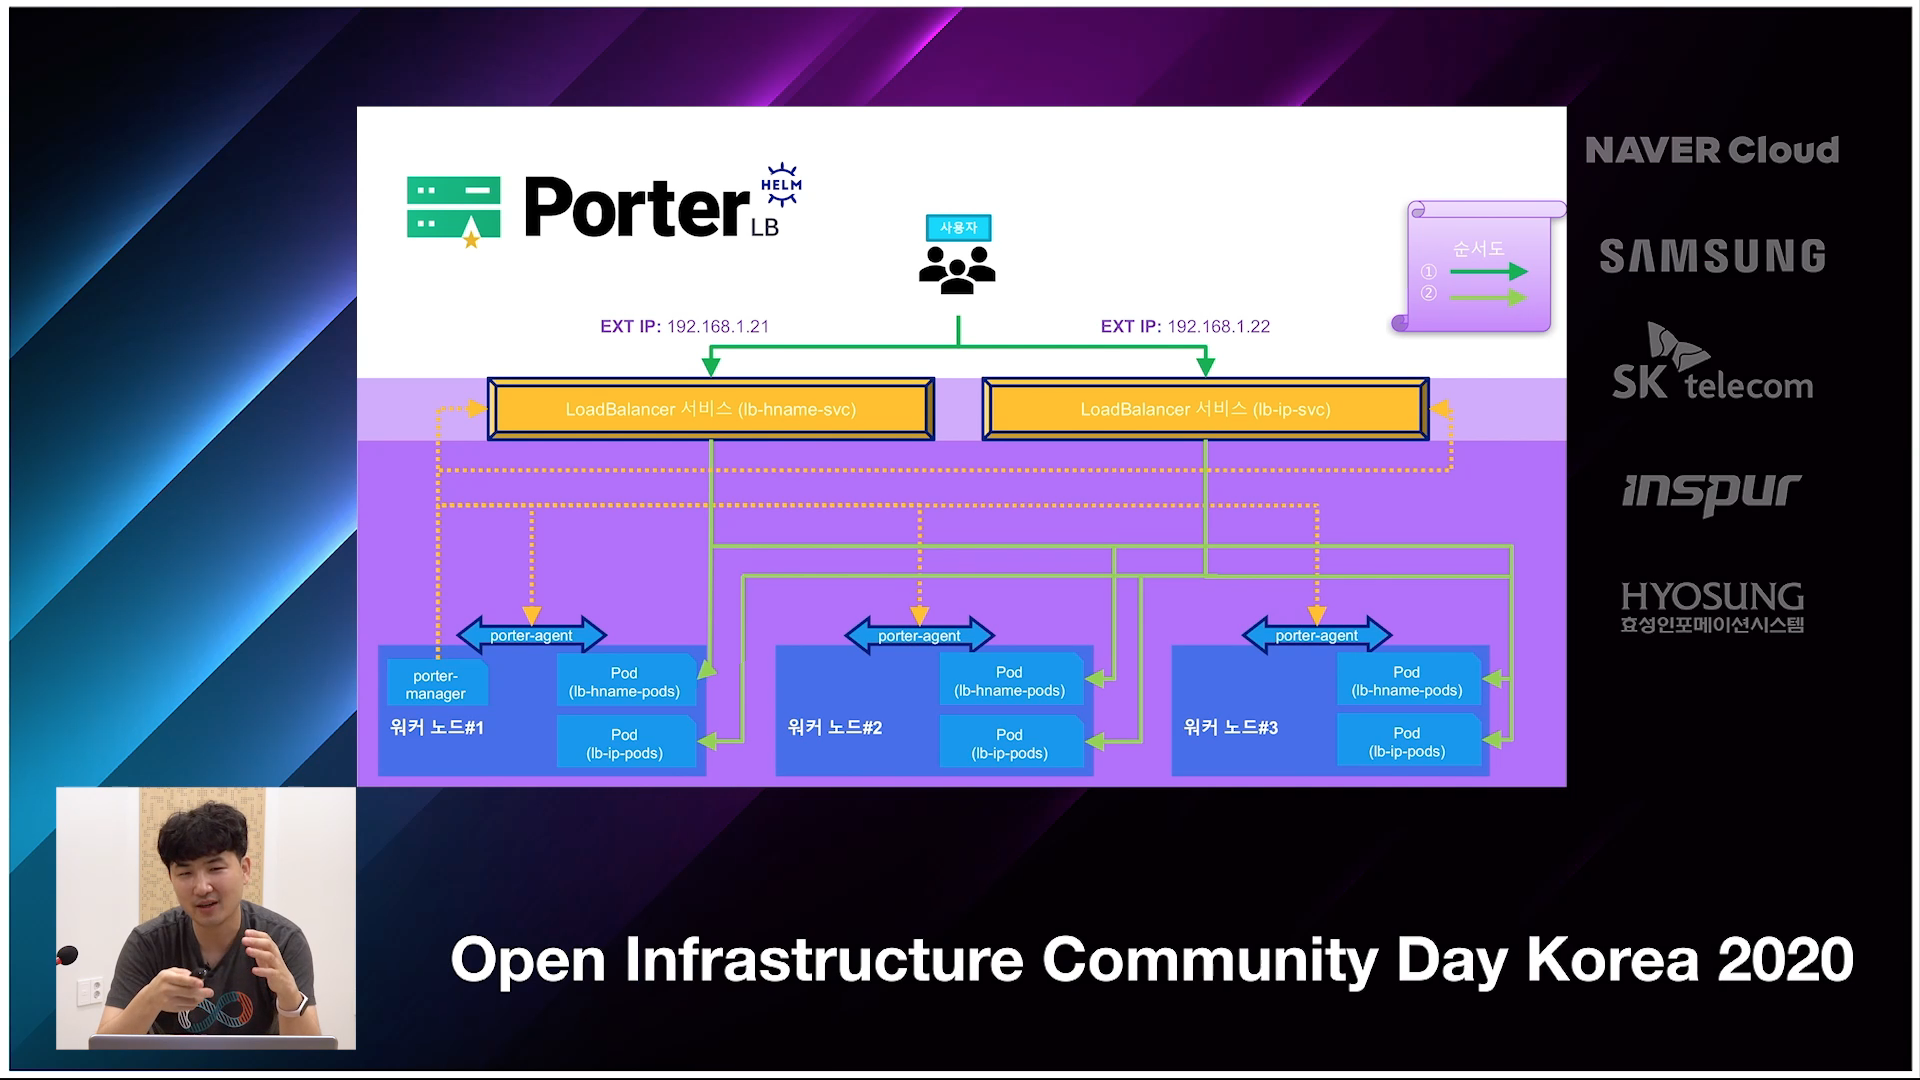 Porter
LB
HELM
사용자
순서도
①
②
EXT IP: 192.168.1.21
EXT IP: 192.168.1.22
LoadBalancer 서비스 (lb-hname-svc)
LoadBalancer 서비스 (lb-ip-svc)
porter-agent
porter-agent
porter-agent
porter-
manager
Pod
(lb-hname-pods)
워커 노드#1
Pod
(lb-ip-pods)
Pod
(lb-hname-pods)
워커 노드#2
Pod
(lb-ip-pods)
Pod
(lb-hname-pods)
워커 노드#3
Pod
(lb-ip-pods)
NAVER Cloud
SAMSUNG
SK telecom
inspur
HYOSUNG
효성인포메이션시스템
Open Infrastructure Community Day Korea 2020